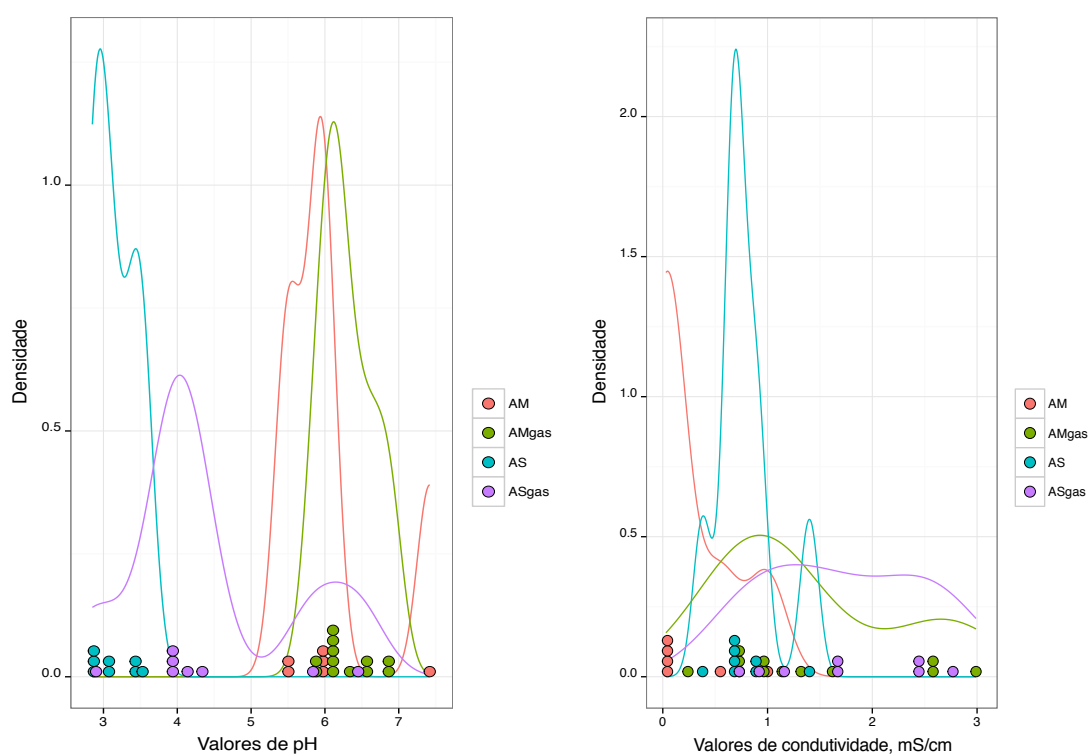 1.0
0.5
0.0
Densidade
3
4
5
6
7
Valores de pH
AM
AMgas
AS
ASgas
2.0
1.5
1.0
0.5
0.0
Densidade
0
1
2
3
Valores de condutividade, mS/cm
AM
AMgas
AS
ASgas